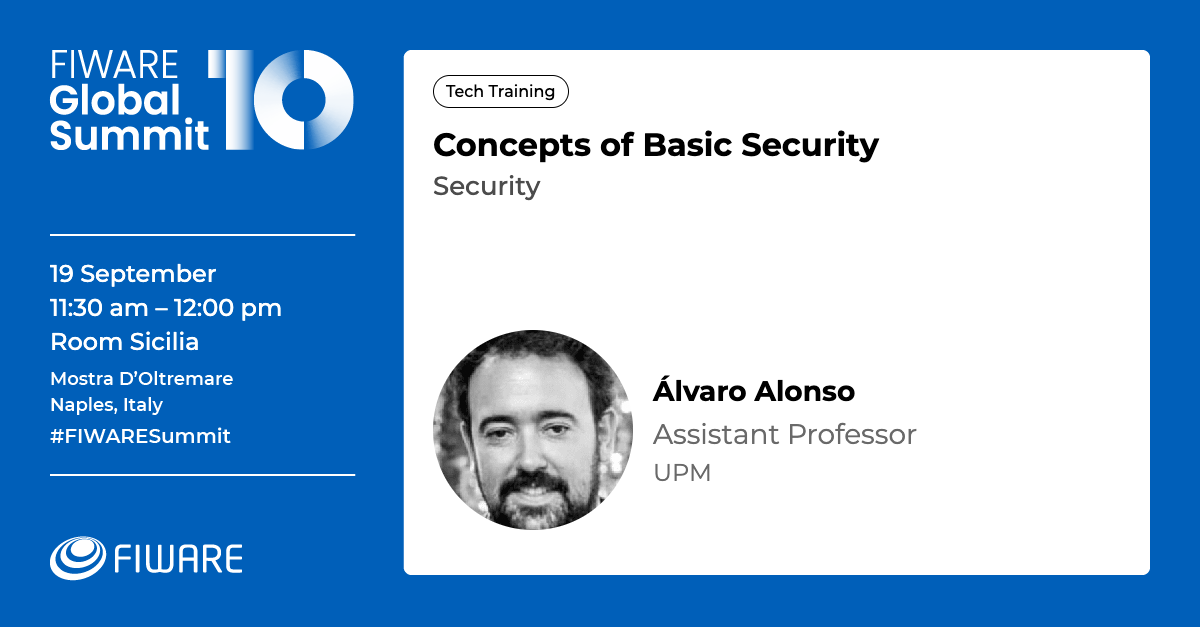 FIWARE
Global
Summit
10
19 September
11:30 am – 12:00 pm
Room Sicilia
Mostra D’Oltremare
Naples, Italy
#FIWARESummit
FIWARE
Tech Training
Concepts of Basic Security
Security
Álvaro Alonso
Assistant Professor
UPM